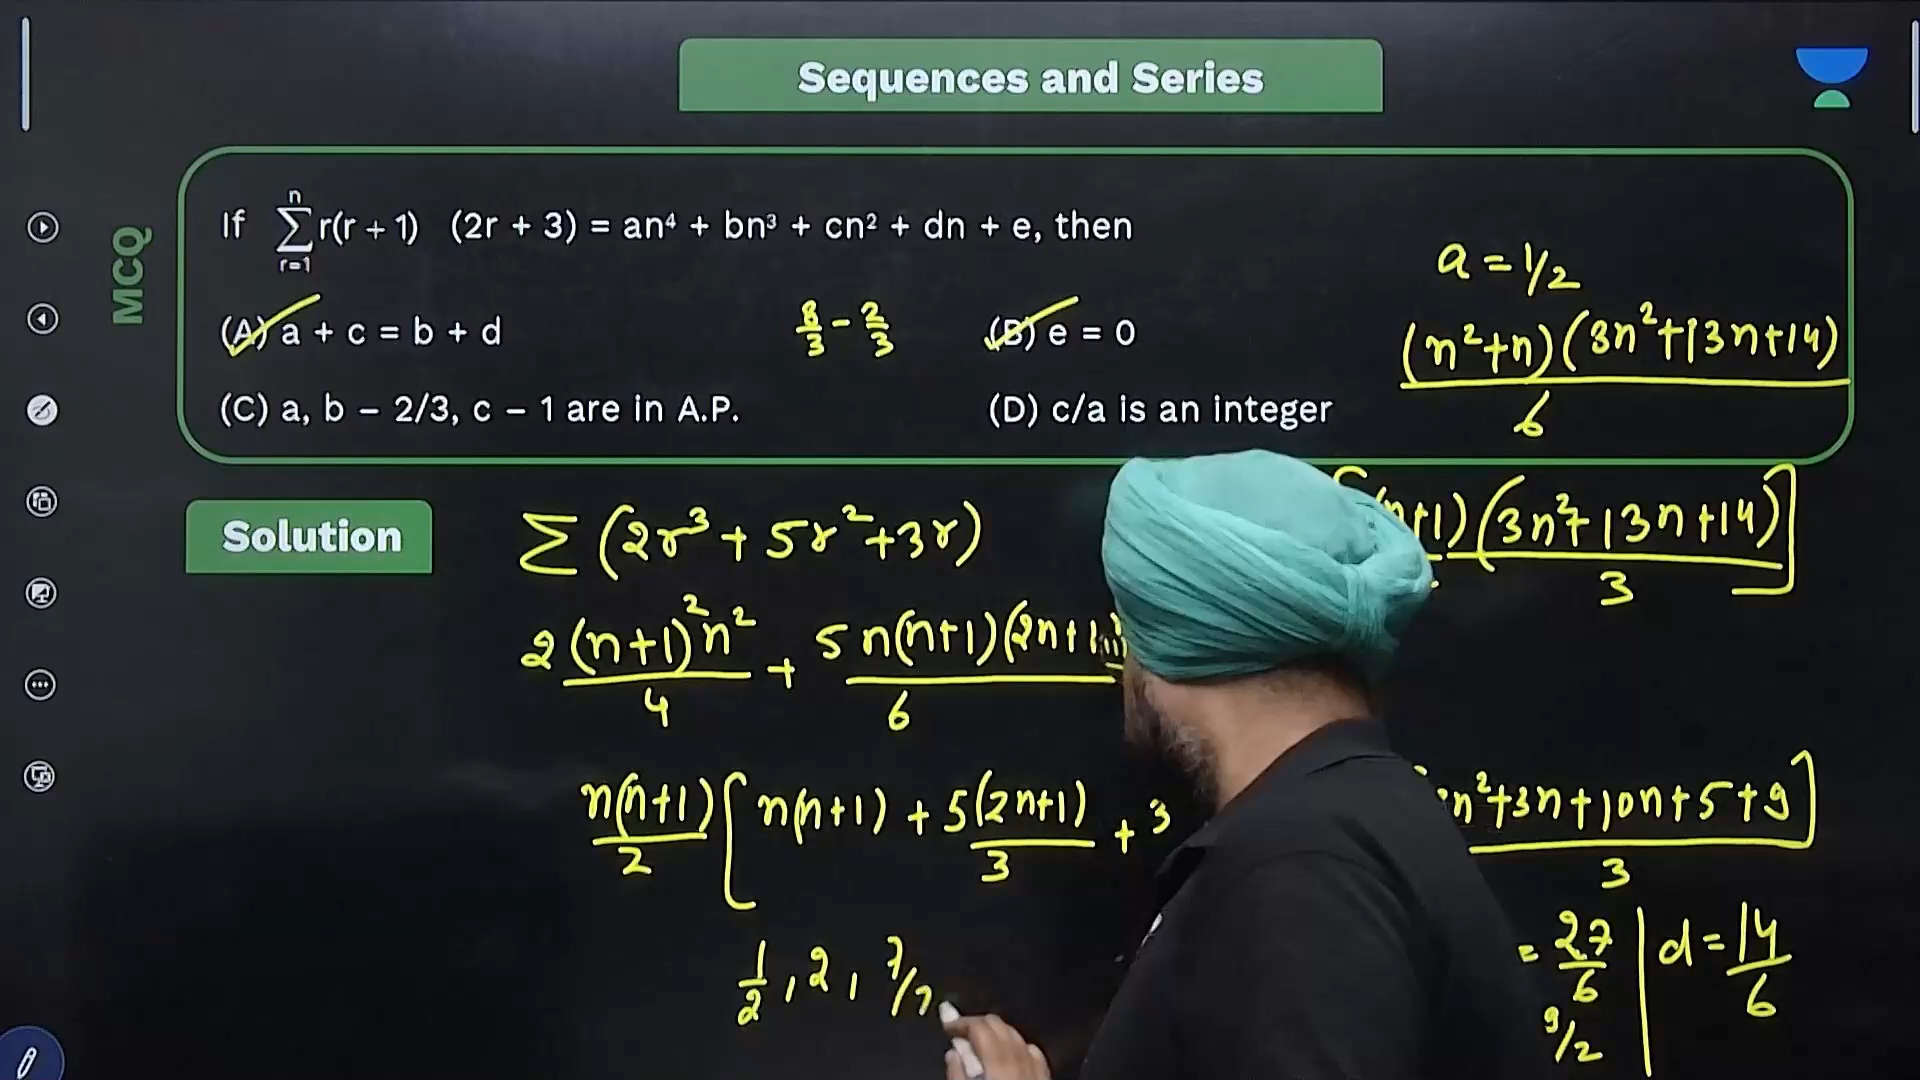 Sequences and Series
MCQ
If \sum_{r=1}^{n} r(r + 1) (2r + 3) = an⁴ + bn³ + cn² + dn + e, then
(A) a + c = b + d
8/3 - 2/3
(B) e = 0
(C) a, b – 2/3, c – 1 are in A.P.
(D) c/a is an integer
a = 1/2
(n²+n)(3n²+13n+14)
6
Solution
Σ (2r³ + 5r² + 3r)
+1)(3n²+13n+14)]
3
2(n+1)²n²/4 + 5n(n+1)(2n+1/6
n(n+1)/2 [n(n+1) + 5(2n+1)/3 + 3
n²+3n+10n+5+9]
3
1/2, 2, 7/2
= 27/6 | d = 14/6
9/2